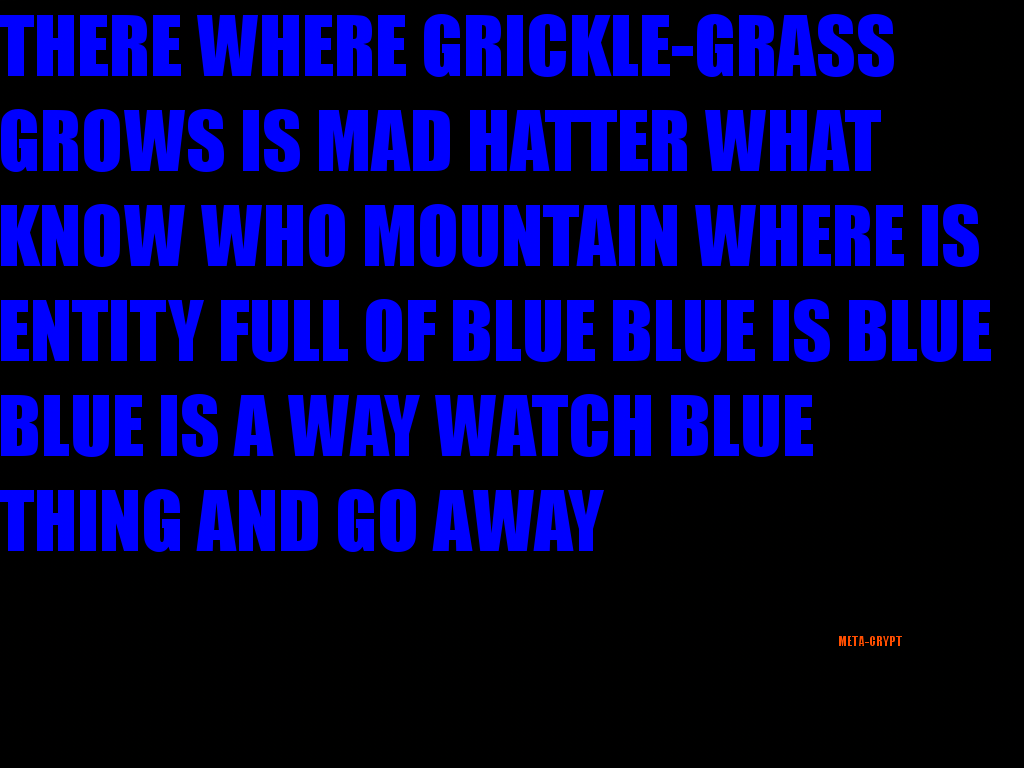 THERE WHERE GRICKLE-GRASS
GROWS IS MAD HATTER WHAT
KNOW WHO MOUNTAIN WHERE IS
ENTITY FULL OF BLUE BLUE IS BLUE
BLUE IS A WAY WATCH BLUE
THING AND GO AWAY
META-CRYPT